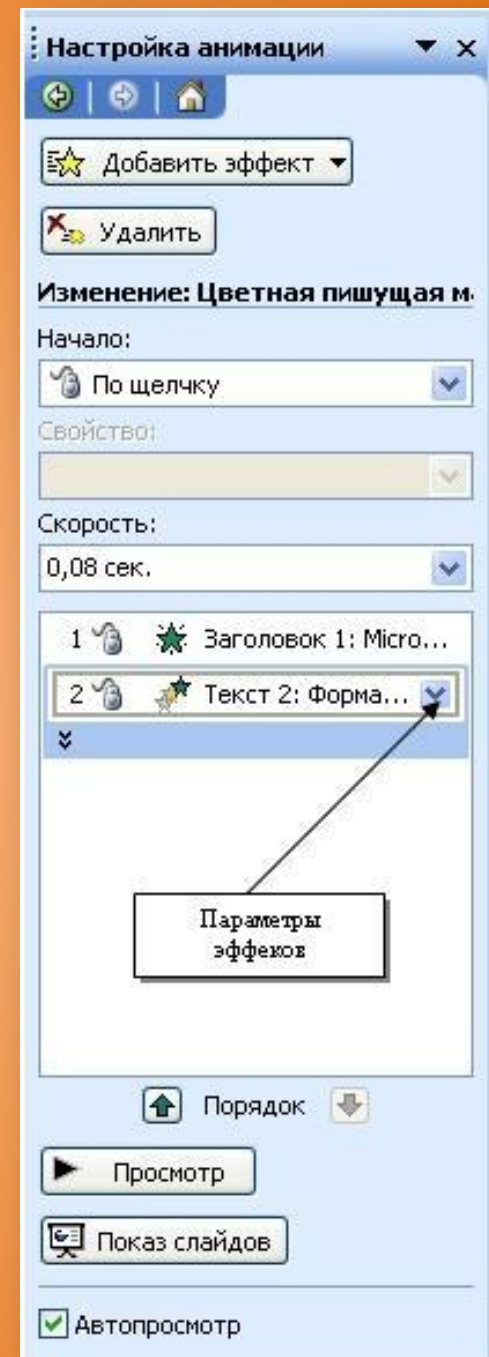 Настройка анимации
Добавить эффект
Удалить
Изменение: Цветная пишущая м
Начало:
По щелчку
Свойство:
Скорость:
0,08 сек.
1 Заголовок 1: Micro...
2 Текст 2: Форма...
Параметры
эффеков
Порядок
Просмотр
Показ слайдов
Автопросмотр